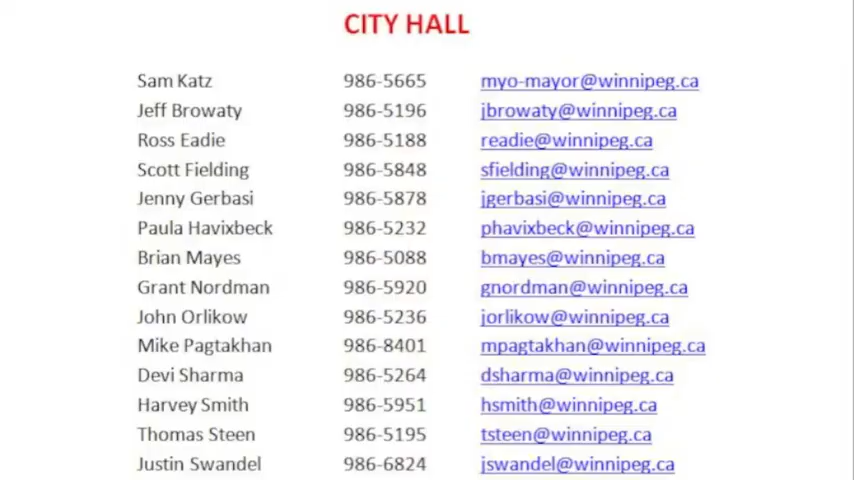 CITY HALL
Sam Katz 986-5665 myo-mayor@winnipeg.ca
Jeff Browaty 986-5196 jbrowaty@winnipeg.ca
Ross Eadie 986-5188 readie@winnipeg.ca
Scott Fielding 986-5848 sfielding@winnipeg.ca
Jenny Gerbasi 986-5878 jgerbasi@winnipeg.ca
Paula Havixbeck 986-5232 phavixbeck@winnipeg.ca
Brian Mayes 986-5088 bmayes@winnipeg.ca
Grant Nordman 986-5920 gnordman@winnipeg.ca
John Orlikow 986-5236 jorlikow@winnipeg.ca
Mike Pagtakhan 986-8401 mpagtakhan@winnipeg.ca
Devi Sharma 986-5264 dsharma@winnipeg.ca
Harvey Smith 986-5951 hsmith@winnipeg.ca
Thomas Steen 986-5195 tsteen@winnipeg.ca
Justin Swandel 986-6824 jswandel@winnipeg.ca